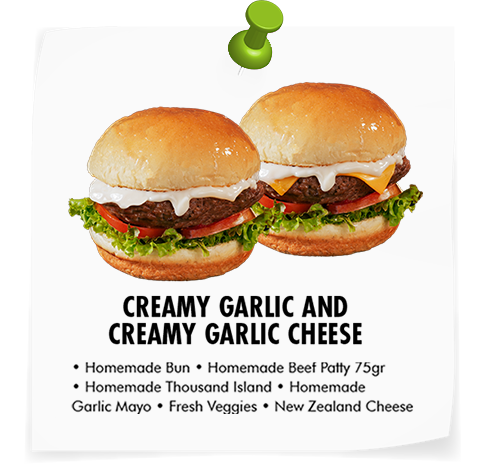 CREAMY GARLIC AND
CREAMY GARLIC CHEESE
• Homemade Bun • Homemade Beef Patty 75gr
• Homemade Thousand Island • Homemade
Garlic Mayo • Fresh Veggies • New Zealand Cheese